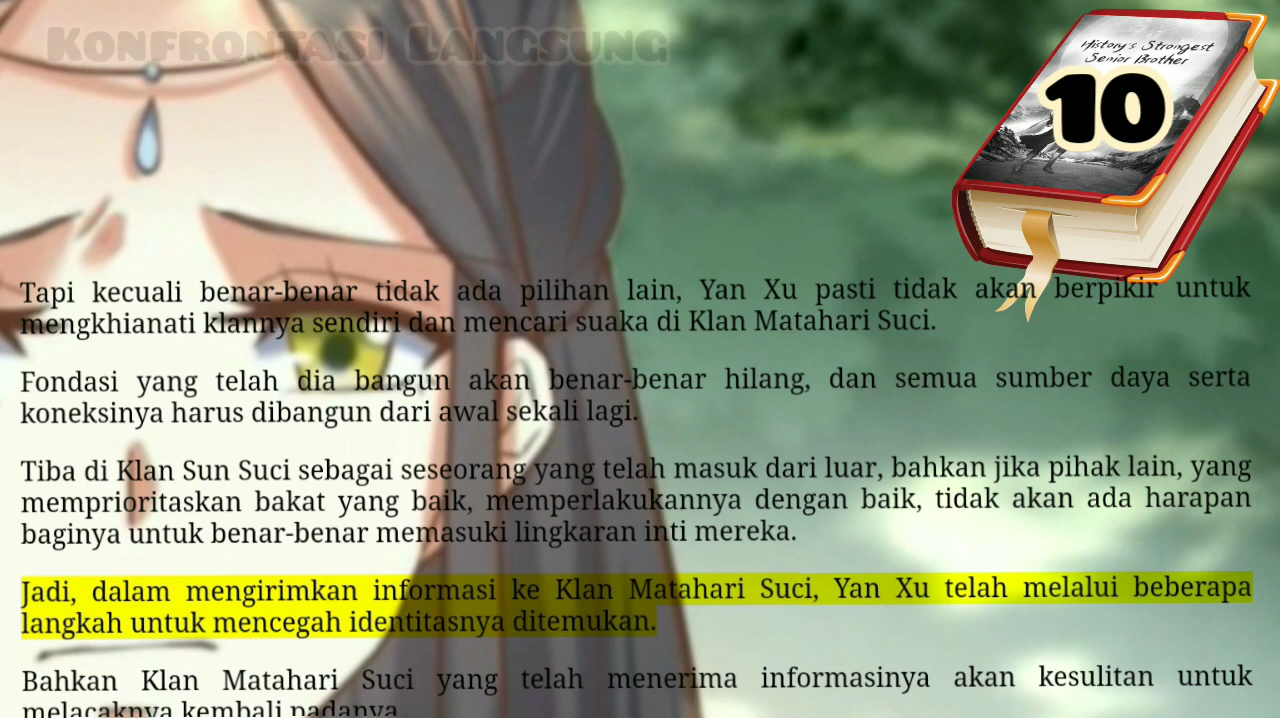 Konfrontasi Langsung
History's Strongest
Senior Brother
10
Tapi kecuali benar-benar tidak ada pilihan lain, Yan Xu pasti tidak akan berpikir untuk
mengkhianati klannya sendiri dan mencari suaka di Klan Matahari Suci.
Fondasi yang telah dia bangun akan benar-benar hilang, dan semua sumber daya serta
koneksinya harus dibangun dari awal sekali lagi.
Tiba di Klan Sun Suci sebagai seseorang yang telah masuk dari luar, bahkan jika pihak lain, yang
memprioritaskan bakat yang baik, memperlakukannya dengan baik, tidak akan ada harapan
baginya untuk benar-benar memasuki lingkaran inti mereka.
Jadi, dalam mengirimkan informasi ke Klan Matahari Suci, Yan Xu telah melalui beberapa
langkah untuk mencegah identitasnya ditemukan.
Bahkan Klan Matahari Suci yang telah menerima informasinya akan kesulitan untuk
melacaknya kembali padanya.